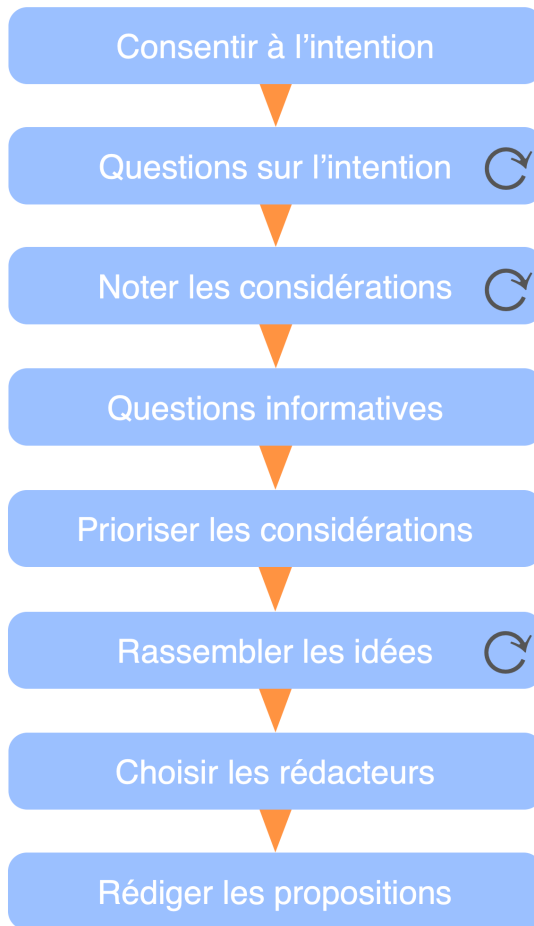 Consentir à l’intention
Questions sur l’intention
Noter les considérations
Questions informatives
Prioriser les considérations
Rassembler les idées
Choisir les rédacteurs
Rédiger les propositions